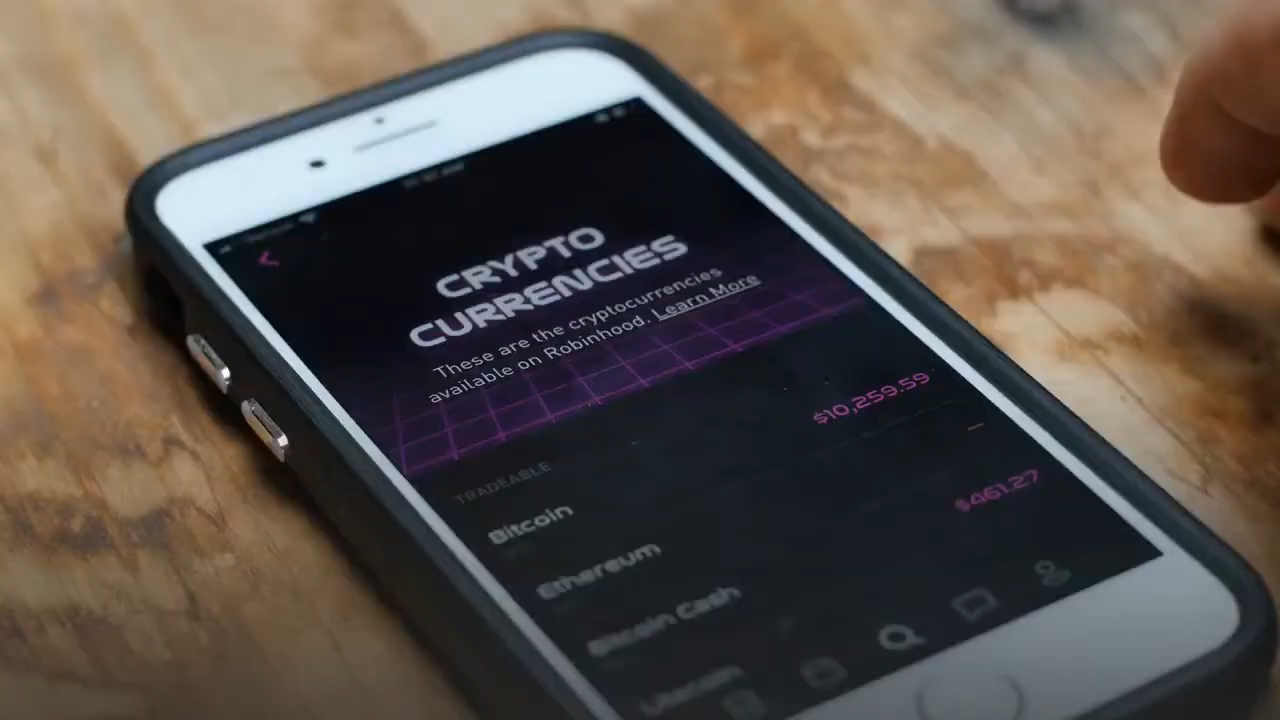 CRYPTO
CURRENCIES
These are the cryptocurrencies
available on Robinhood. Learn More
TRADEABLE
Bitcoin
$10,259.59
Ethereum
Bitcoin Cash
$461.27
Litecoin